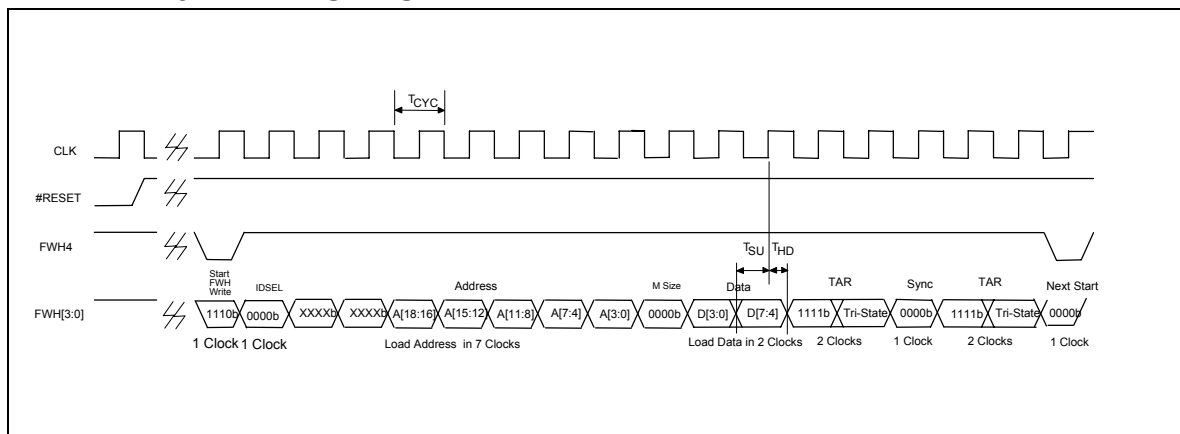 TCYC
CLK
#RESET
FWH4
TSU THD
Start
FWH
Write
IDSEL
Address
M Size
Data
TAR
Sync
TAR
Next Start
FWH[3:0]
1110b 0000b XXXXb XXXXb A[18:16] A[15:12] A[11:8] A[7:4] A[3:0] 0000b D[3:0] D[7:4] 1111b Tri-State 0000b 1111b Tri-State 0000b
1 Clock 1 Clock Load Address in 7 Clocks Load Data in 2 Clocks 2 Clocks 1 Clock 2 Clocks 1 Clock